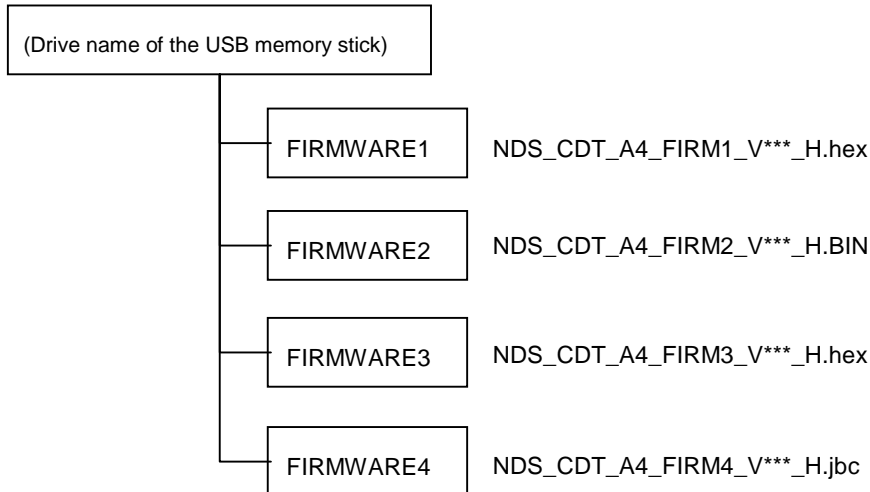 (Drive name of the USB memory stick)
FIRMWARE1 NDS_CDT_A4_FIRM1_V***_H.hex
FIRMWARE2 NDS_CDT_A4_FIRM2_V***_H.BIN
FIRMWARE3 NDS_CDT_A4_FIRM3_V***_H.hex
FIRMWARE4 NDS_CDT_A4_FIRM4_V***_H.jbc